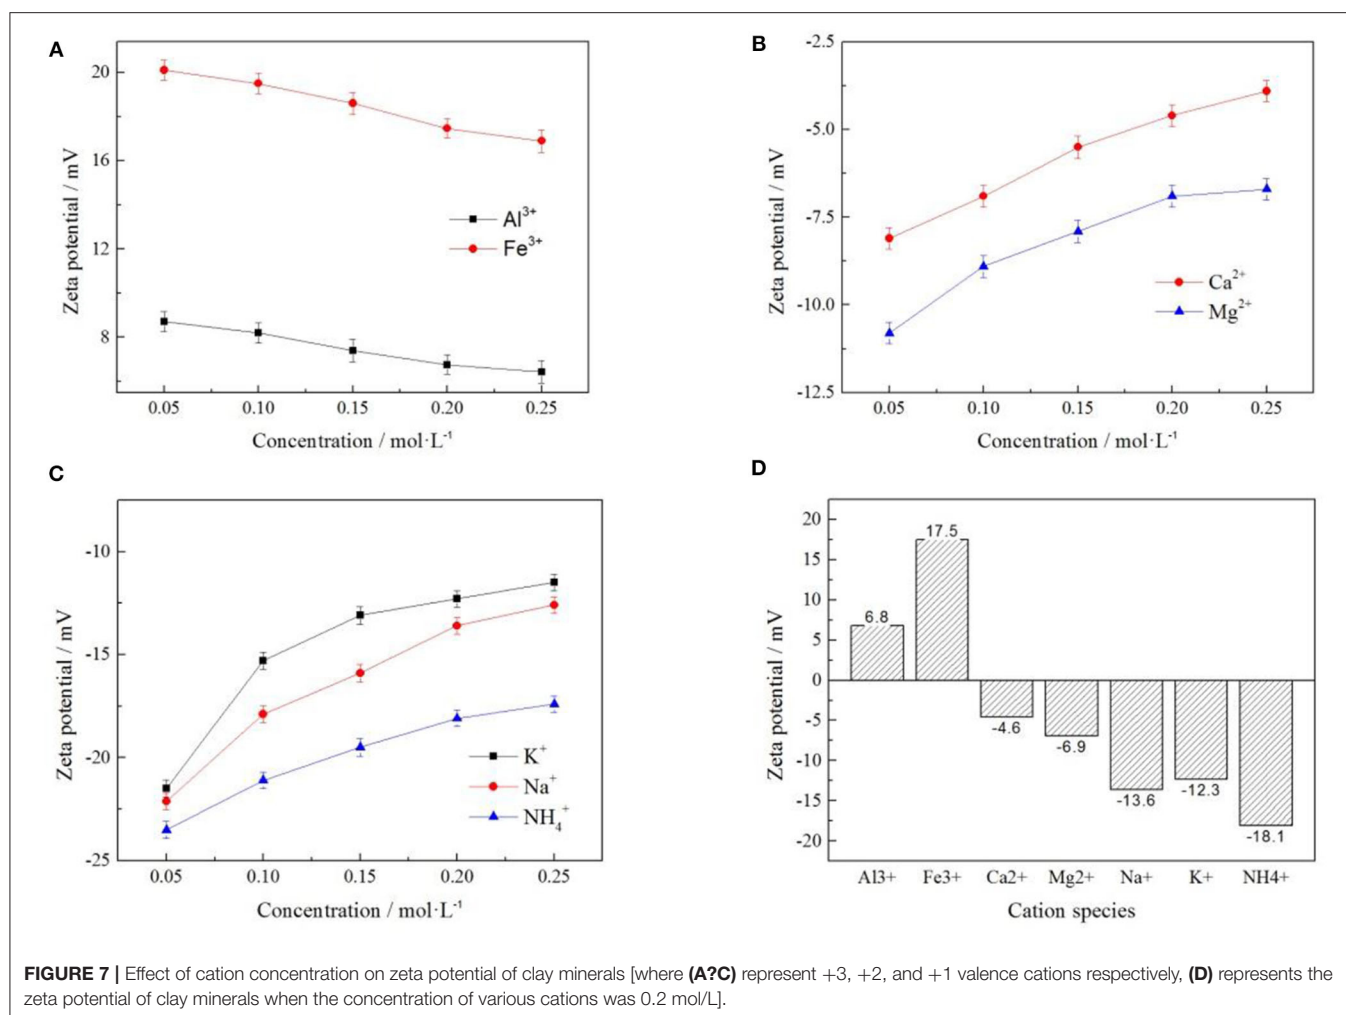 A
20
16
12
8
Zeta potential / mV
Al³⁺
Fe³⁺
0.05 0.10 0.15 0.20 0.25
Concentration / mol·L⁻¹
B
-2.5
-5.0
-7.5
-10.0
-12.5
Zeta potential / mV
Ca²⁺
Mg²⁺
0.05 0.10 0.15 0.20 0.25
Concentration / mol·L⁻¹
C
-10
-15
-20
-25
Zeta potential / mV
K⁺
Na⁺
NH₄⁺
0.05 0.10 0.15 0.20 0.25
Concentration / mol·L⁻¹
D
20
15
10
5
0
-5
-10
-15
-20
Zeta potential / mV
6.8
17.5
-4.6
-6.9
-13.6
-12.3
-18.1
Al3+ Fe3+ Ca2+ Mg2+ Na+ K+ NH4+
Cation species
FIGURE 7 | Effect of cation concentration on zeta potential of clay minerals [where (A?C) represent +3, +2, and +1 valence cations respectively, (D) represents the
zeta potential of clay minerals when the concentration of various cations was 0.2 mol/L].